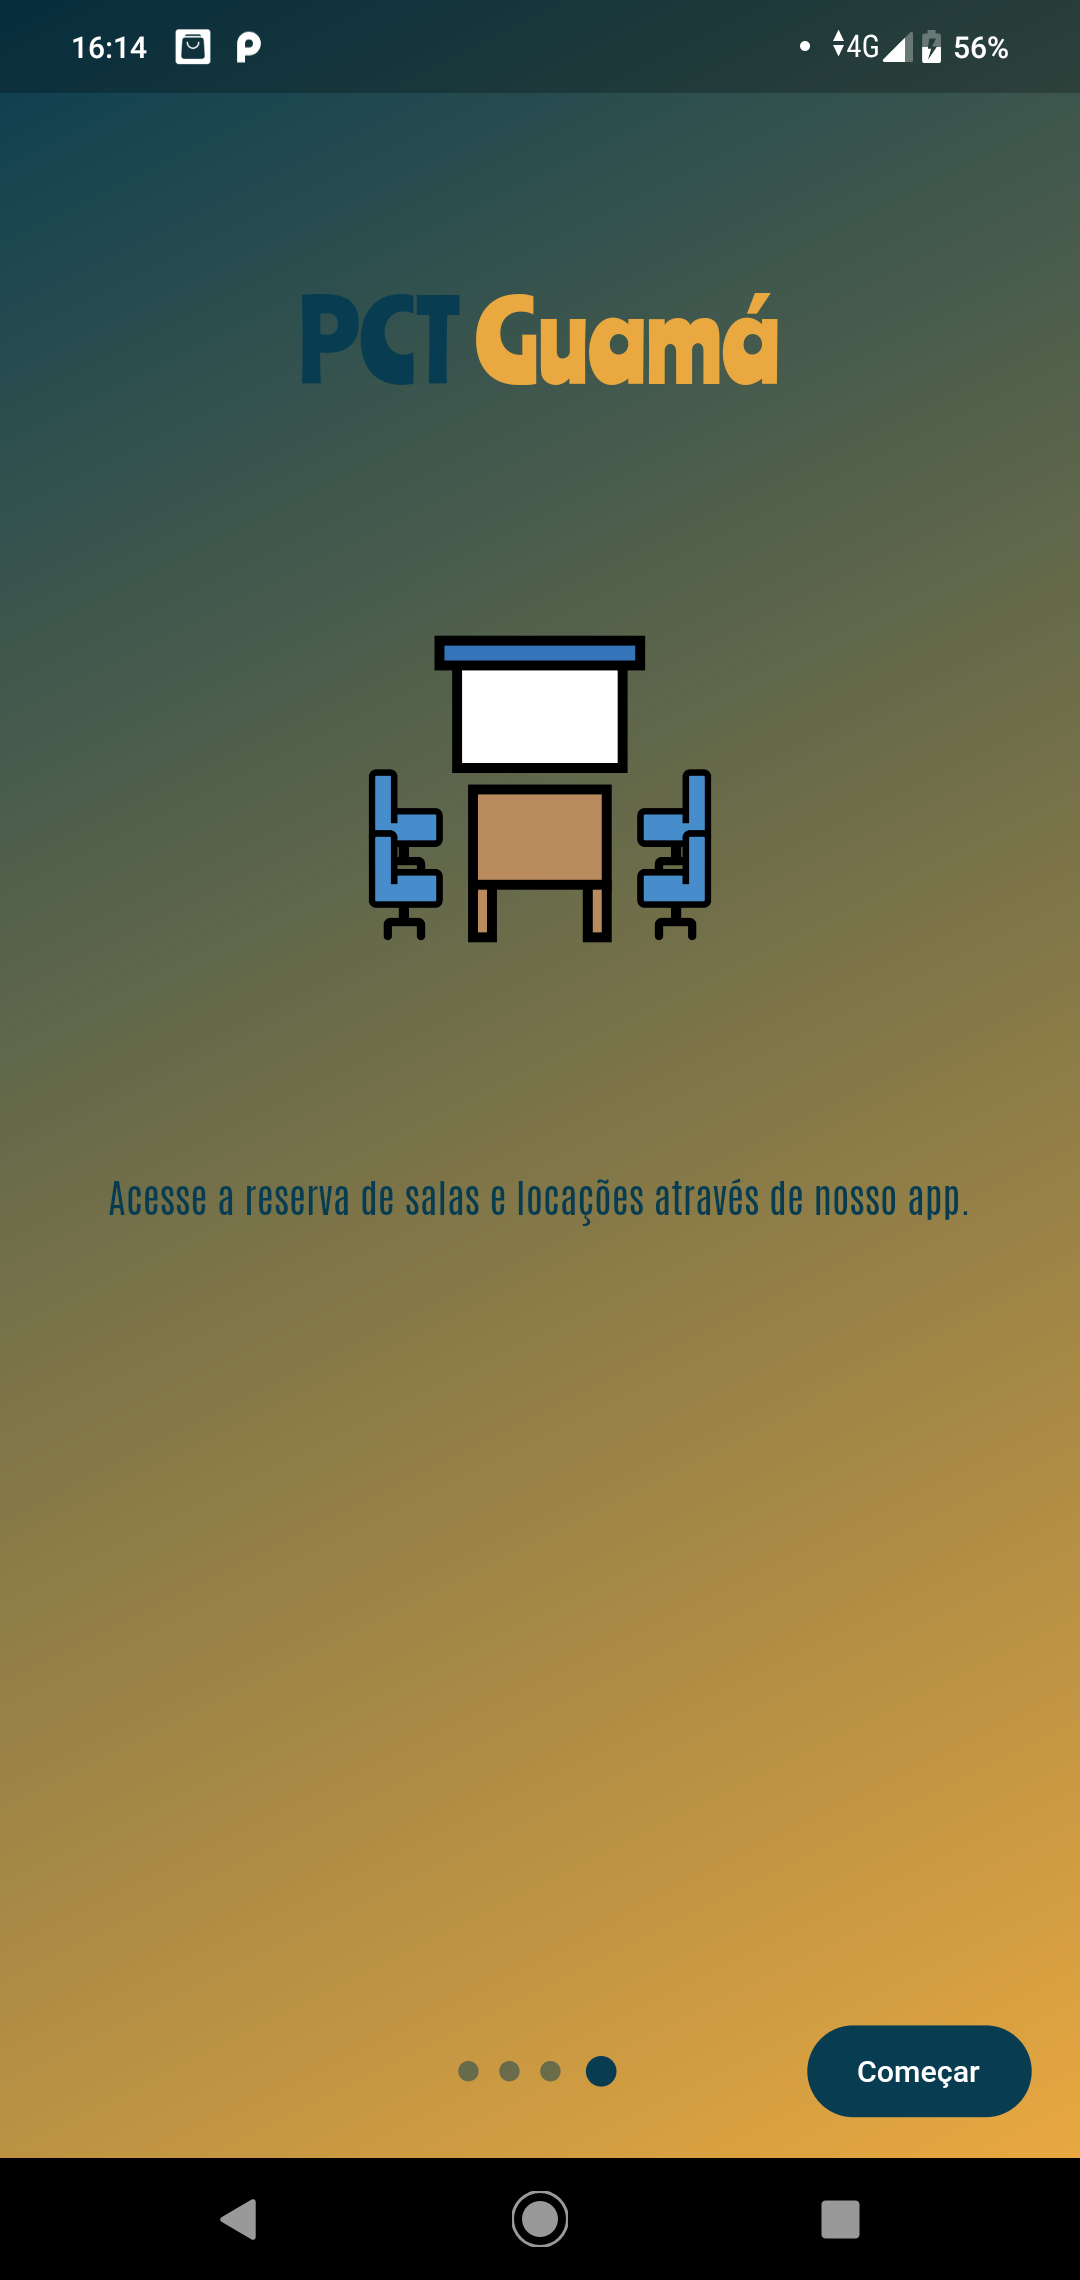 16:14
4G 56%
PCT Guamá
Acesse a reserva de salas e locações através de nosso app.
Começar